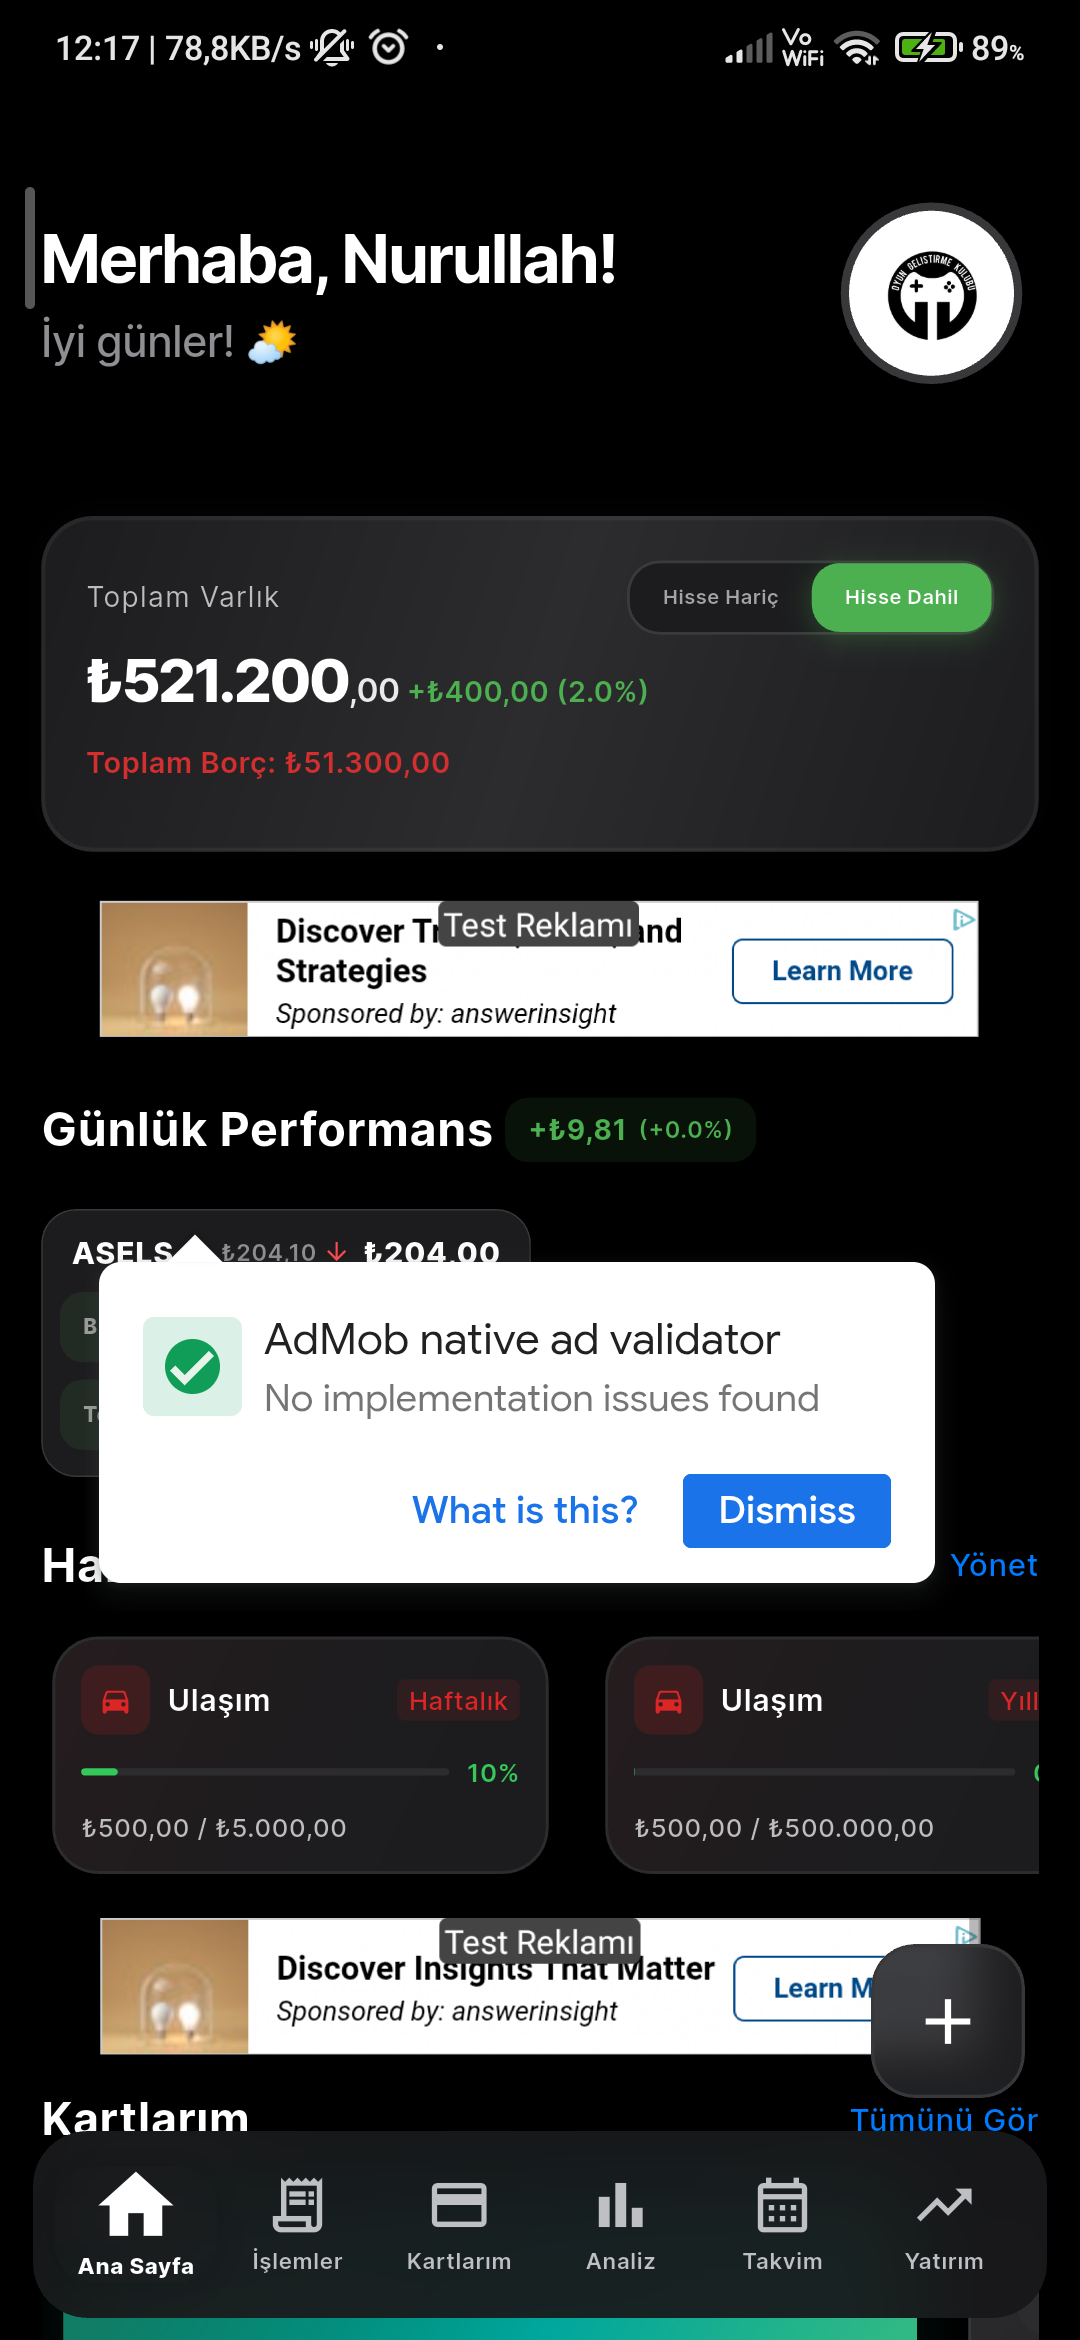 12:17 | 78,8KB/s
Vo WiFi
89%
Merhaba, Nurullah!
İyi günler!
OYUN GELISTIRME KULUBU
Toplam Varlık
Hisse Hariç
Hisse Dahil
₺521.200,00 +₺400,00 (2.0%)
Toplam Borç: ₺51.300,00
Test Reklamı
Discover Tr and
Strategies
Sponsored by: answerinsight
Learn More
Günlük Performans
+₺9,81 (+0.0%)
ASELS
₺204,10 ↓ ₺204.00
AdMob native ad validator
No implementation issues found
What is this?
Dismiss
Ha
Yönet
Ulaşım
Haftalık
10%
₺500,00 / ₺5.000,00
Ulaşım
Yıll
₺500,00 / ₺500.000,00
Test Reklamı
Discover Insights That Matter
Sponsored by: answerinsight
Learn M
Kartlarım
Tümünü Gör
Ana Sayfa
İşlemler
Kartlarım
Analiz
Takvim
Yatırım